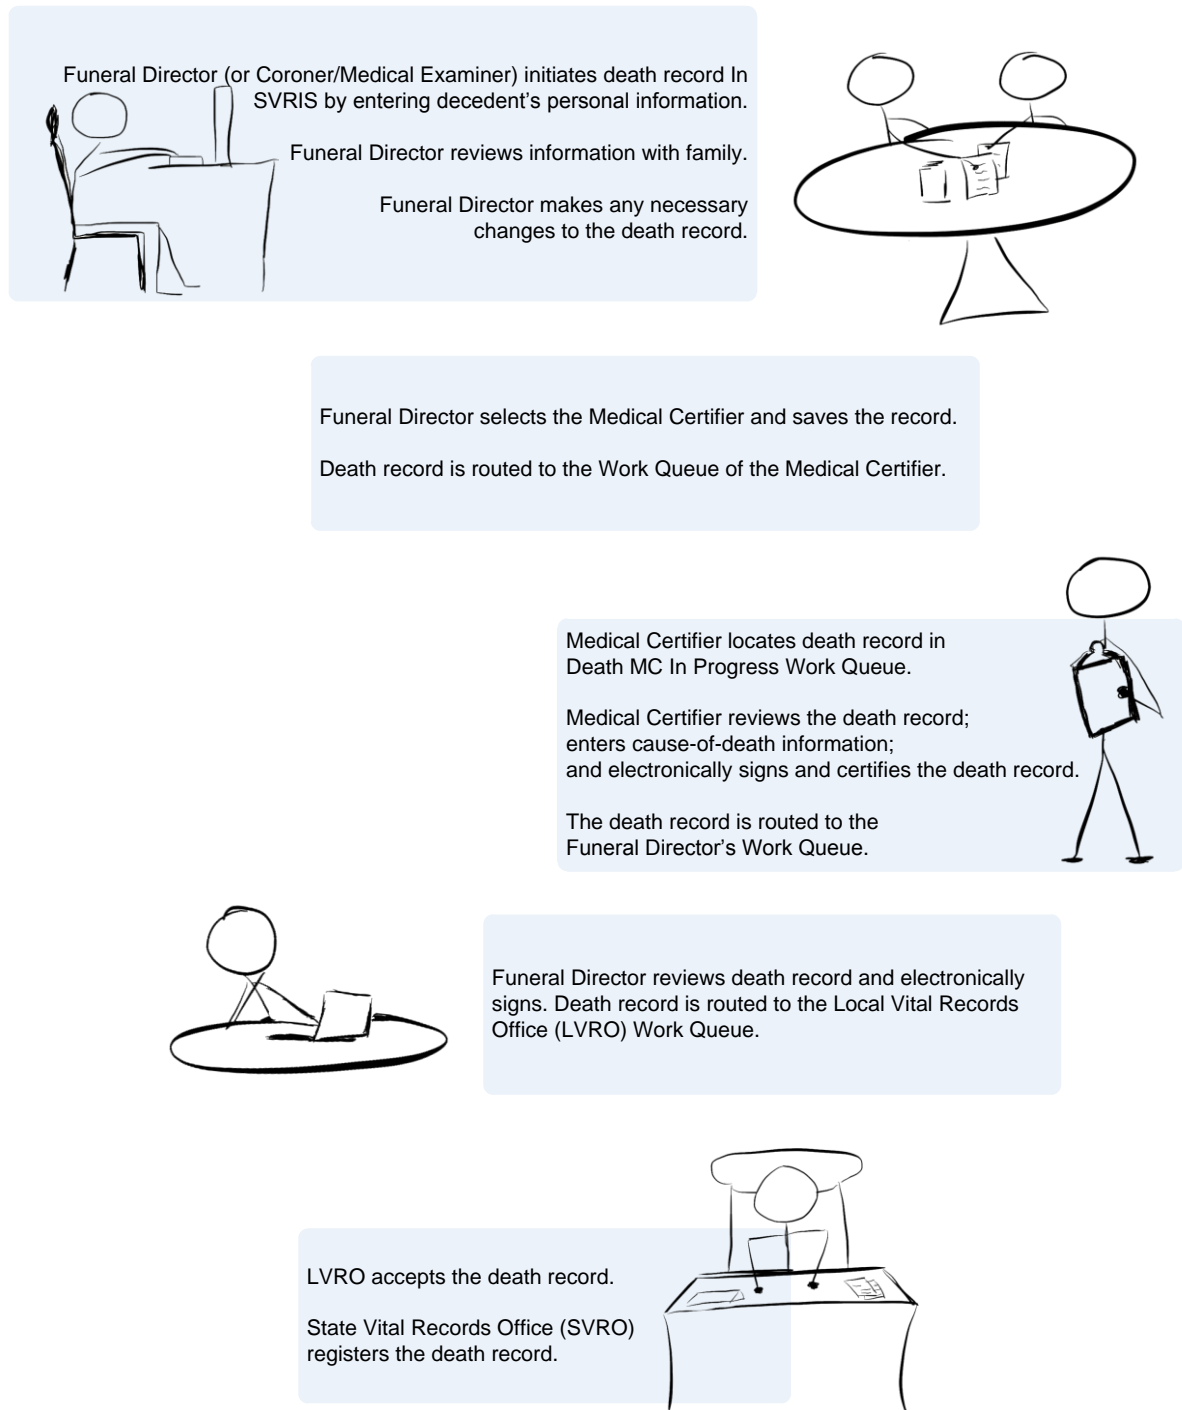 Funeral Director (or Coroner/Medical Examiner) initiates death record In
SVRIS by entering decedent's personal information.
Funeral Director reviews information with family.
Funeral Director makes any necessary
changes to the death record.
Funeral Director selects the Medical Certifier and saves the record.
Death record is routed to the Work Queue of the Medical Certifier.
Medical Certifier locates death record in
Death MC In Progress Work Queue.
Medical Certifier reviews the death record;
enters cause-of-death information;
and electronically signs and certifies the death record.
The death record is routed to the
Funeral Director's Work Queue.
Funeral Director reviews death record and electronically
signs. Death record is routed to the Local Vital Records
Office (LVRO) Work Queue.
LVRO accepts the death record.
State Vital Records Office (SVRO)
registers the death record.